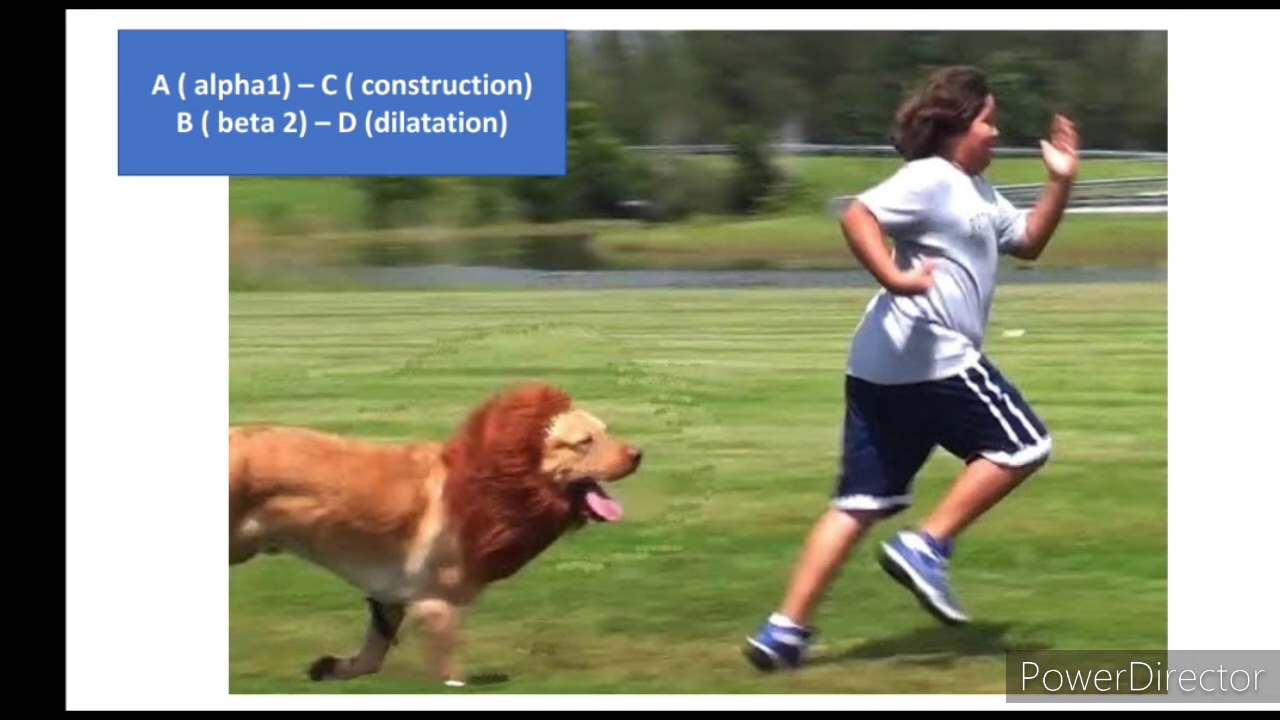 A ( alpha1) – C ( construction)
B ( beta 2) – D (dilatation)
PowerDirector